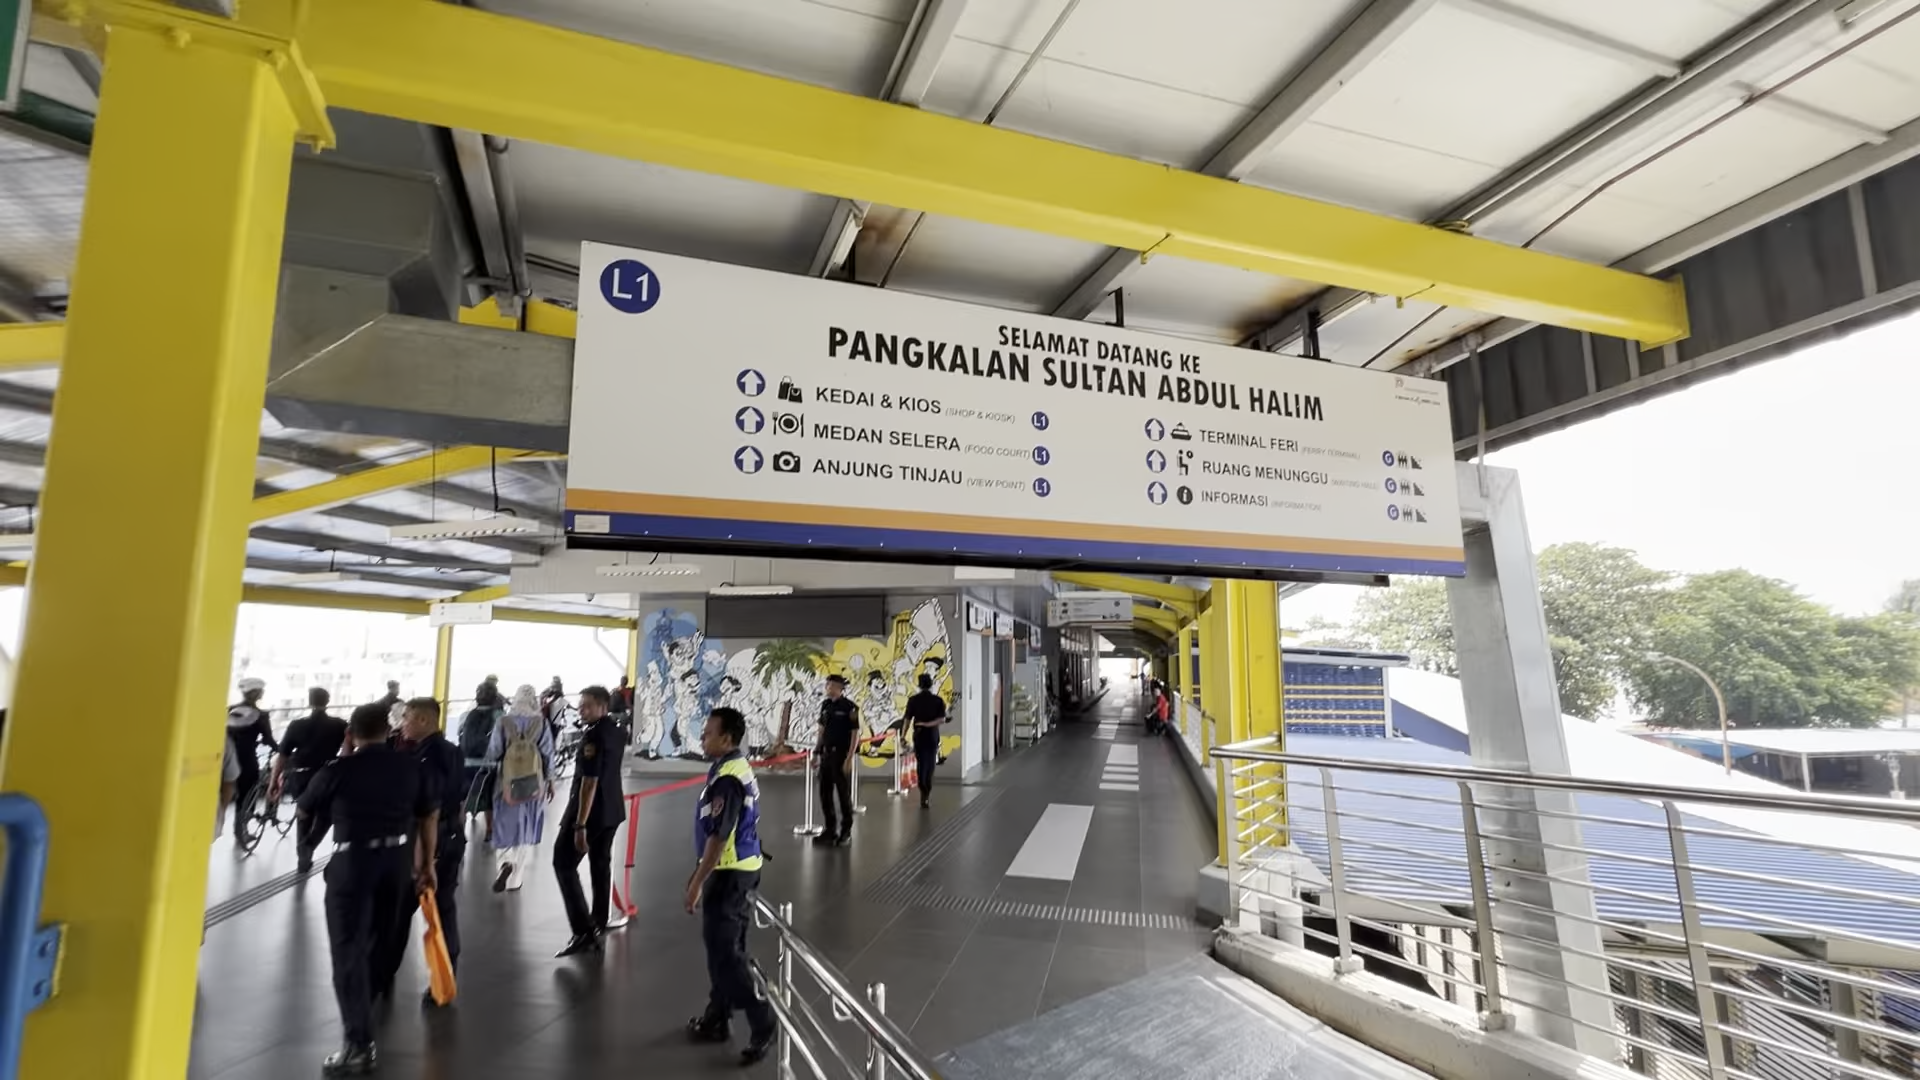 L1
SELAMAT DATANG KE
PANGKALAN SULTAN ABDUL HALIM
KEDAI & KIOS (SHOP & KIOSK) L1
MEDAN SELERA (FOOD COURT) L1
ANJUNG TINJAU (VIEW POINT) L1
TERMINAL FERI (FERRY TERMINAL) G
RUANG MENUNGGU (WAITING AREA) G
INFORMASI (INFORMATION) G